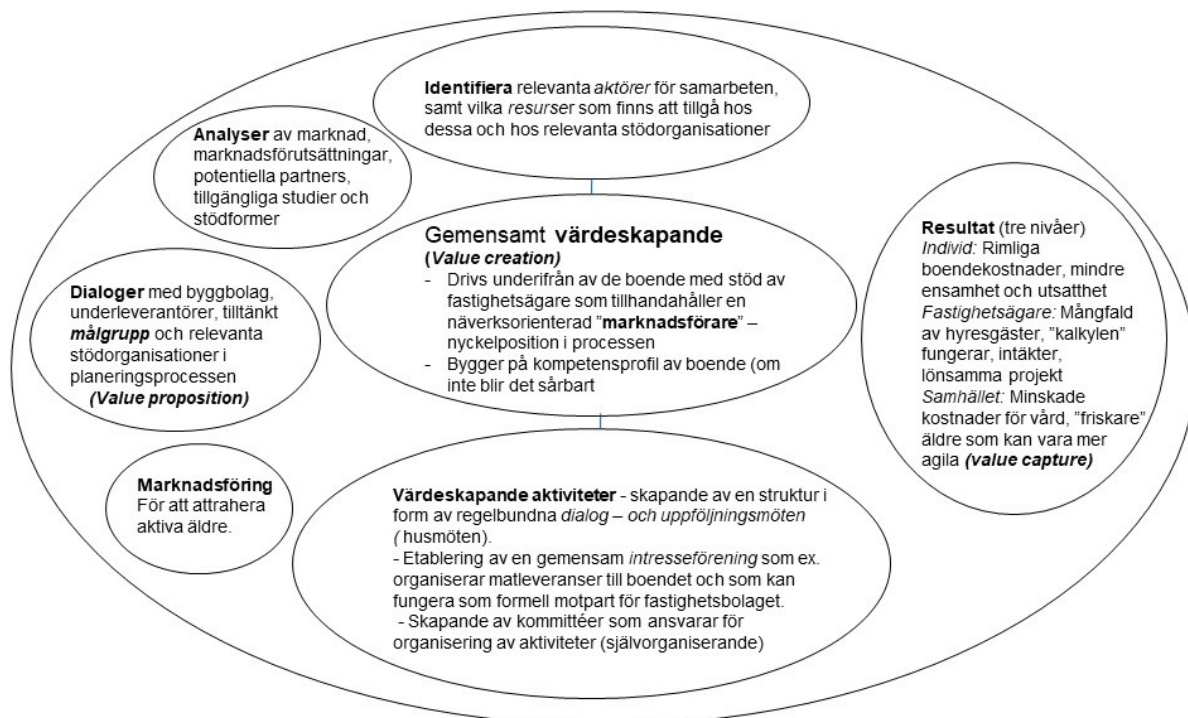 Identifiera relevanta aktörer för samarbeten,
samt vilka resurser som finns att tillgå hos
dessa och hos relevanta stödorganisationer
Analyser av marknad,
marknadsförutsättningar,
potentiella partners,
tillgängliga studier och
stödformer
Dialoger med byggbolag,
underleverantörer, tilltänkt
målgrupp och relevanta
stödorganisationer i
planeringsprocessen
(Value proposition)
Marknadsföring
För att attrahera
aktiva äldre.
Gemensamt värdeskapande
(Value creation)
- Drivs underifrån av de boende med stöd av
fastighetsägare som tillhandahåller en
näverksorienterad ”marknadsförare” –
nyckelposition i processen
- Bygger på kompetensprofil av boende (om
inte blir det sårbart
Värdeskapande aktiviteter - skapande av en struktur i
form av regelbundna dialog – och uppföljningsmöten
( husmöten).
- Etablering av en gemensam intresseförening som ex.
organiserar matleveranser till boendet och som kan
fungera som formell motpart för fastighetsbolaget.
- Skapande av kommittéer som ansvarar för
organisering av aktiviteter (självorganiserande)
Resultat (tre nivåer)
Individ: Rimliga
boendekostnader, mindre
ensamhet och utsatthet
Fastighetsägare: Mångfald
av hyresgäster, ”kalkylen”
fungerar, intäkter,
lönsamma projekt
Samhället: Minskade
kostnader för vård, ”friskare”
äldre som kan vara mer
agila (value capture)